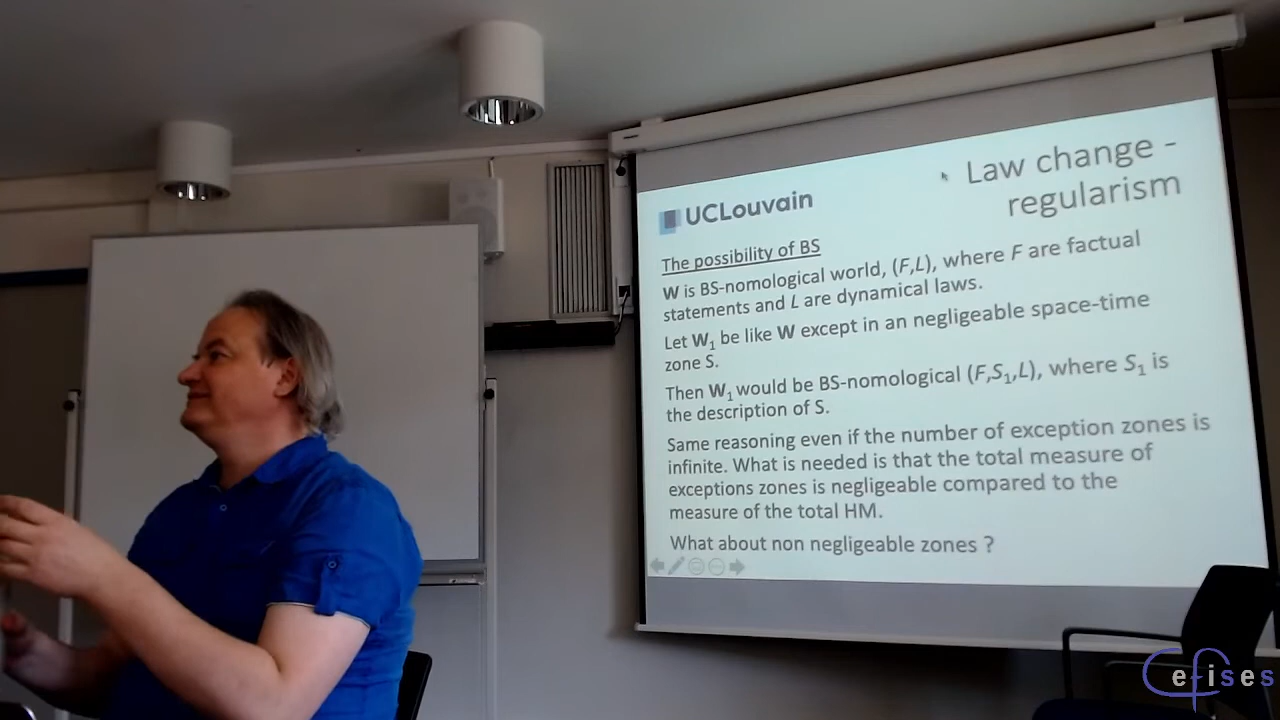 Law change -
regularism
UCLouvain
The possibility of BS
W is BS-nomological world, (F,L), where F are factual
statements and L are dynamical laws.
Let W1 be like W except in an negligeable space-time
zone S.
Then W1 would be BS-nomological (F,S1,L), where S1 is
the description of S.
Same reasoning even if the number of exception zones is
infinite. What is needed is that the total measure of
exceptions zones is negligeable compared to the
measure of the total HM.
What about non negligeable zones ?
efises